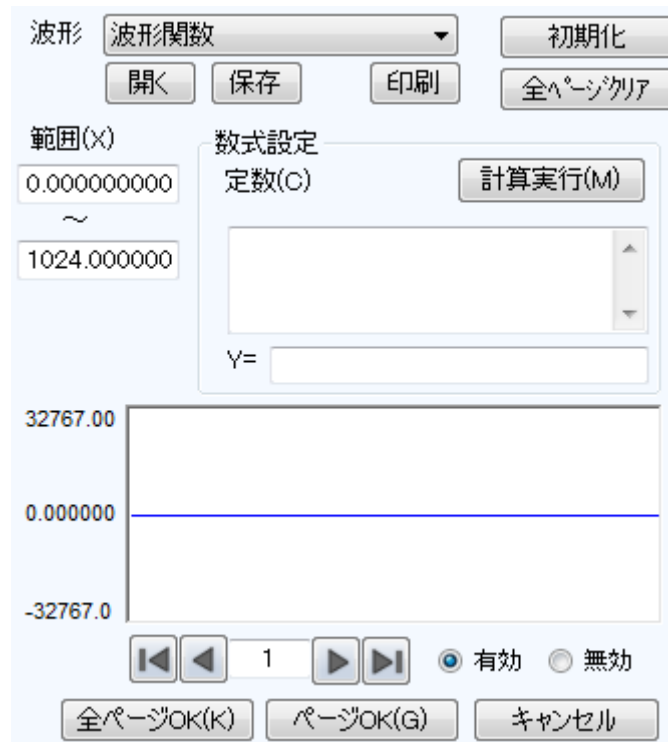 波形 波形関数 初期化
開く 保存 印刷 全ﾍﾟｰｼﾞｸﾘｱ
範囲(X) 数式設定
0.000000000 定数(C) 計算実行(M)
～
1024.000000
Y=
32767.00
0.000000
-32767.0
1 有効 無効
全ページOK(K) ページOK(G) キャンセル